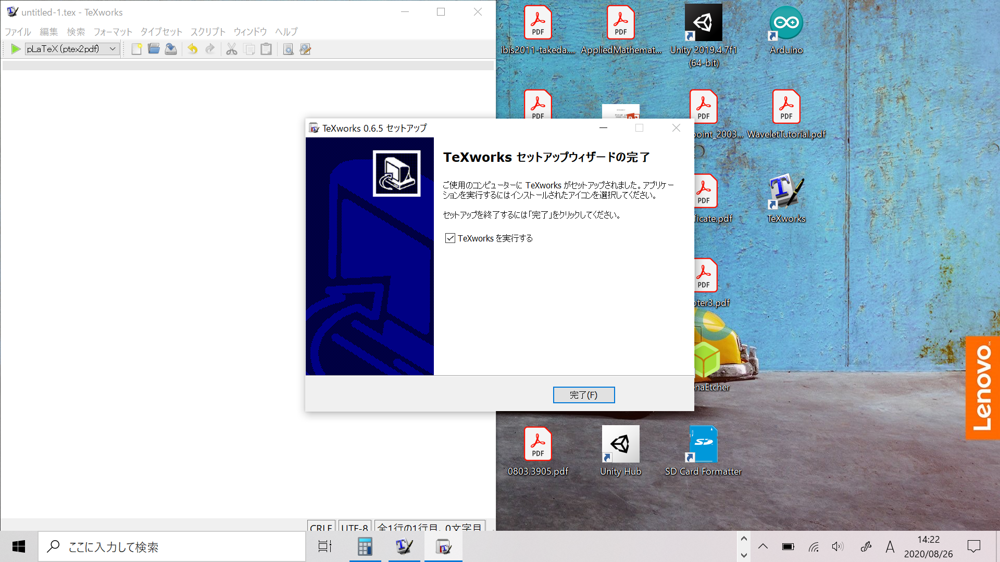 untitled-1.tex - TeXworks
ファイル 編集 検索 フォーマット タイプセット スクリプト ウィンドウ ヘルプ
pLaTeX (ptex2pdf)
ibis2011-takeda....
AppliedMathemat...
Unity 2019.4.7f1
(64-bit)
Arduino
PDF
PDF
PDF
PDF
PDF
oint_2003...
WaveletTutorial.pdf
TeXworks 0.6.5 セットアップ
TeXworks セットアップウィザードの完了
ご使用のコンピューターに TeXworks がセットアップされました。アプリケー
ションを実行するにはインストールされたアイコンを選択してください。
セットアップを終了するには「完了」をクリックしてください。
TeXworks を実行する
完了(F)
PDF
ficate.pdf
TeXworks
PDF
pter3.pdf
naEtcher
Lenovo
PDF
0803.3905.pdf
Unity Hub
SD
SD Card Formatter
CRLF
UTF-8
全1行の1行目、0文字目
ここに入力して検索
A
14:22
2020/08/26